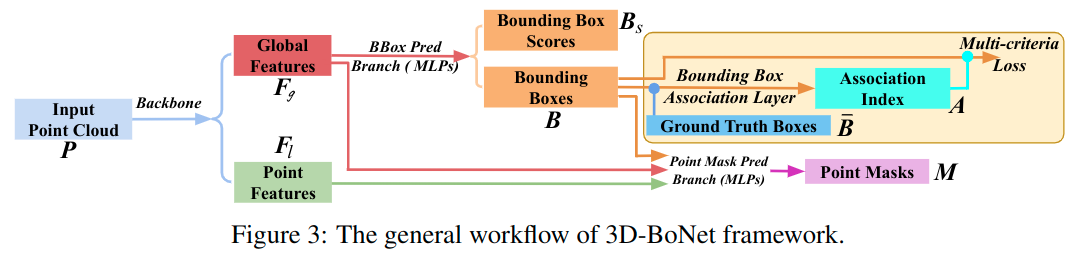 Input
Point Cloud
P
Backbone
Global
Features
F_g
F_l
Point
Features
BBox Pred
Branch ( MLPs)
Bounding Box
Scores
B_s
Bounding
Boxes
B
Bounding Box
Association Layer
Ground Truth Boxes
B̄
Association
Index
A
Multi-criteria
Loss
Point Mask Pred
Branch (MLPs)
Point Masks
M
Figure 3: The general workflow of 3D-BoNet framework.